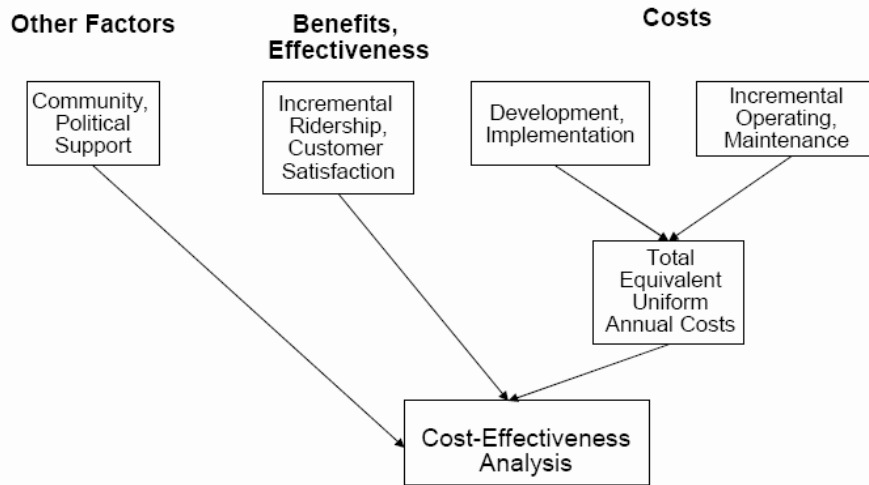 Other Factors
Benefits,
Effectiveness
Costs
Community,
Political
Support
Incremental
Ridership,
Customer
Satisfaction
Development,
Implementation
Incremental
Operating,
Maintenance
Total
Equivalent
Uniform
Annual Costs
Cost-Effectiveness
Analysis